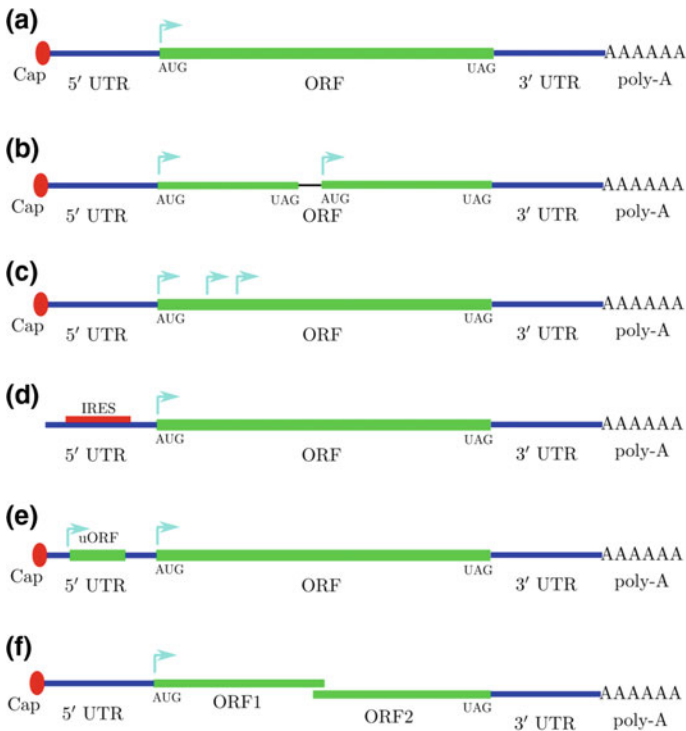 (a)
AAAAAA
Cap 5′ UTR AUG ORF UAG 3′ UTR poly-A
(b)
AAAAAA
Cap 5′ UTR AUG UAG ORF AUG UAG 3′ UTR poly-A
(c)
AAAAAA
Cap 5′ UTR AUG ORF UAG 3′ UTR poly-A
(d)
IRES
AAAAAA
5′ UTR AUG ORF UAG 3′ UTR poly-A
(e)
uORF
AAAAAA
Cap 5′ UTR AUG ORF UAG 3′ UTR poly-A
(f)
AAAAAA
Cap 5′ UTR AUG ORF1 ORF2 UAG 3′ UTR poly-A